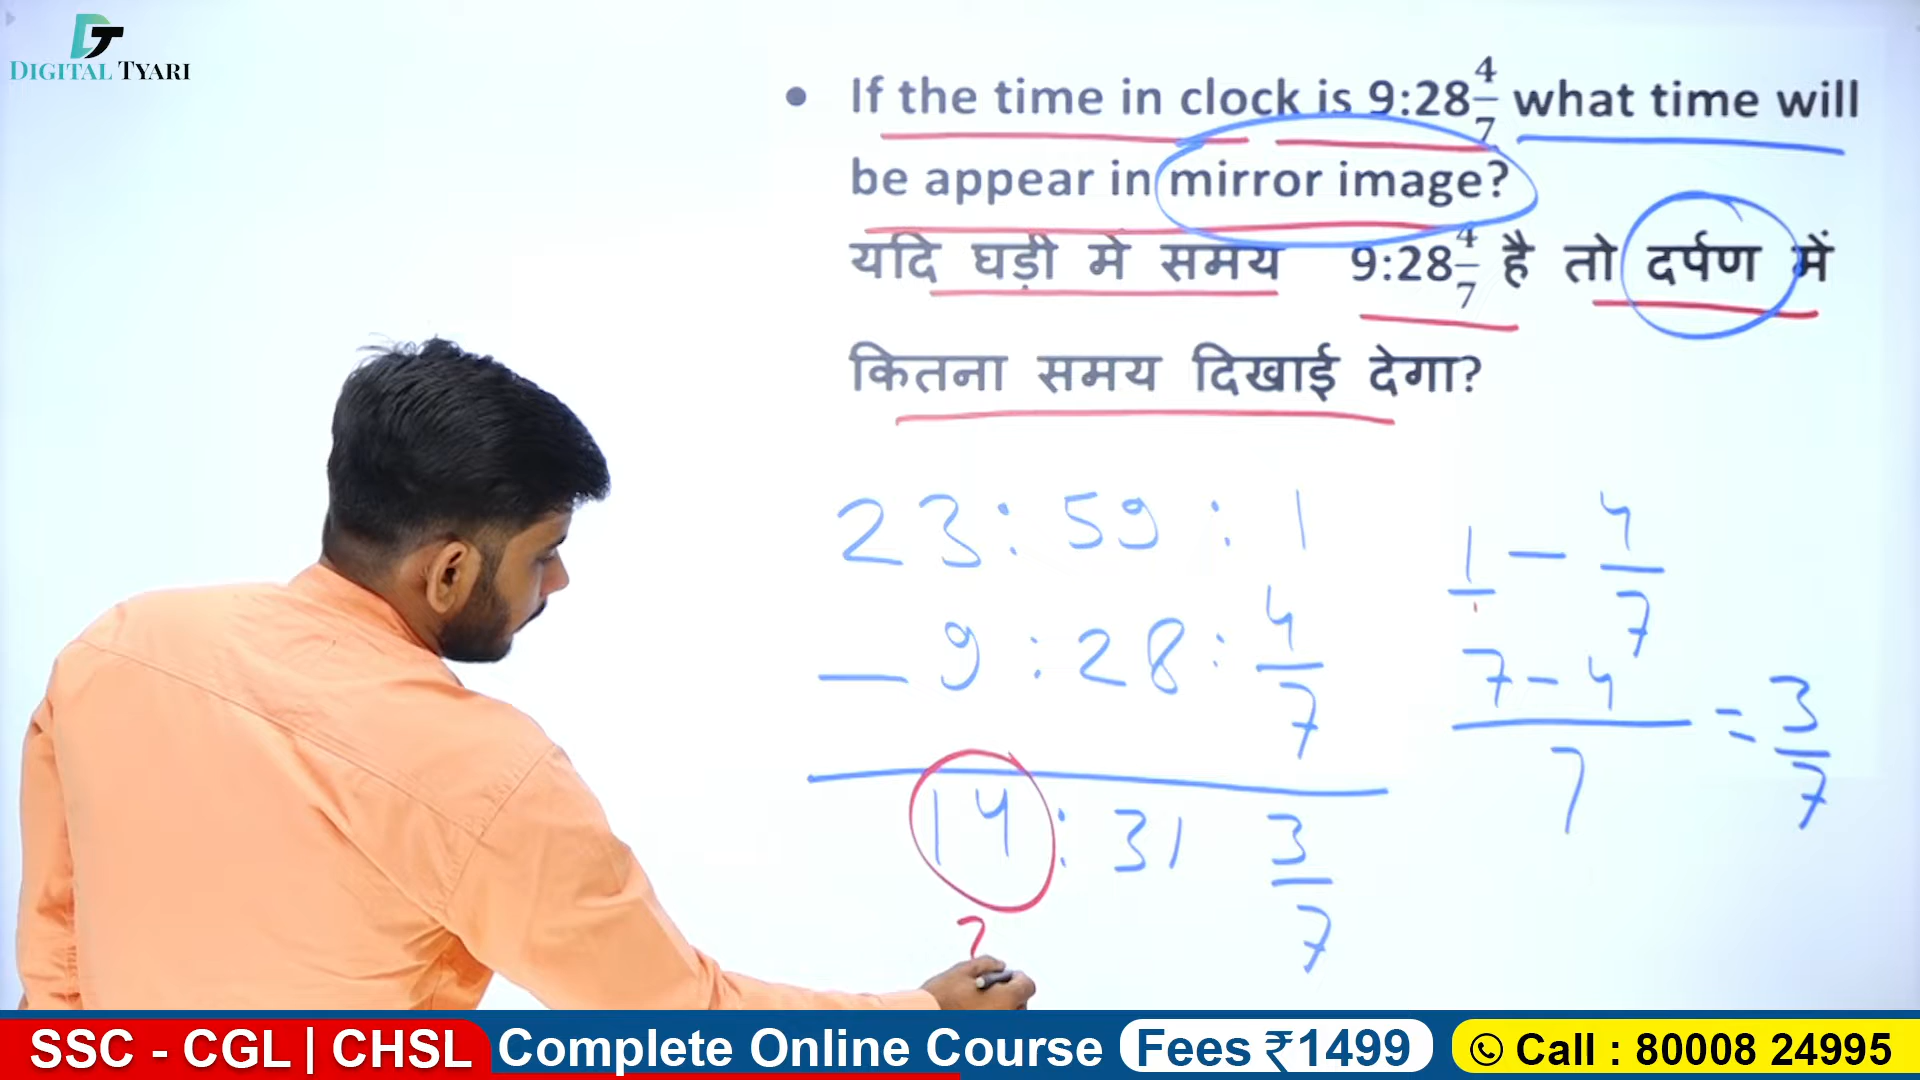 DT
DIGITAL TYARI
• If the time in clock is 9:28 4/7 what time will
be appear in mirror image?
यदि घड़ी मे समय 9:28 4/7 है तो दर्पण में
कितना समय दिखाई देगा?
23 : 59 : 1
— 9 : 28 : 4/7
14 : 31 3/7
2
1/1 — 4/7
7 — 4/7 = 3/7
SSC - CGL | CHSL Complete Online Course Fees ₹1499 Call : 80008 24995